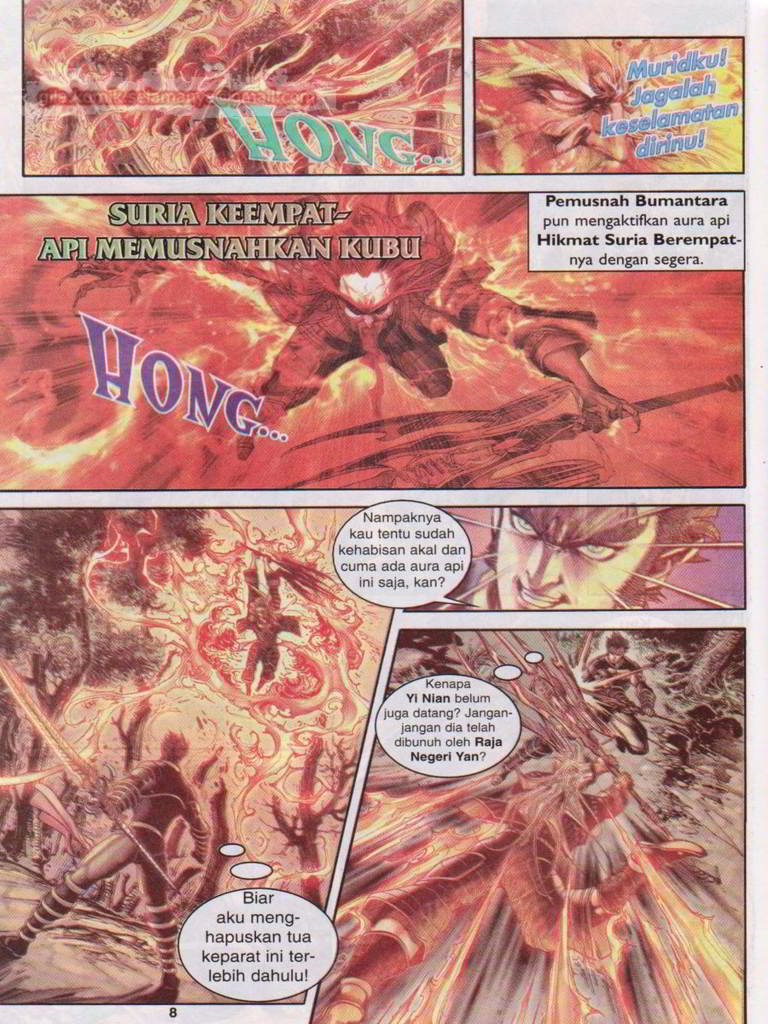 HONG...
Muridku!
Jagalah
keselamatan
dirinu!
SURIA KEEMPAT-
API MEMUSNAHKAN KUBU
Pemusnah Bumantara
pun mengaktifkan aura api
Hikmat Suria Berempat-
nya dengan segera.
HONG...
Nampaknya
kau tentu sudah
kehabisan akal dan
cuma ada aura api
ini saja, kan?
Kenapa
Yi Nian belum
juga datang? Jangan-
jangan dia telah
dibunuh oleh Raja
Negeri Yan?
Biar
aku meng-
hapuskan tua
keparat ini ter-
lebih dahulu!
8